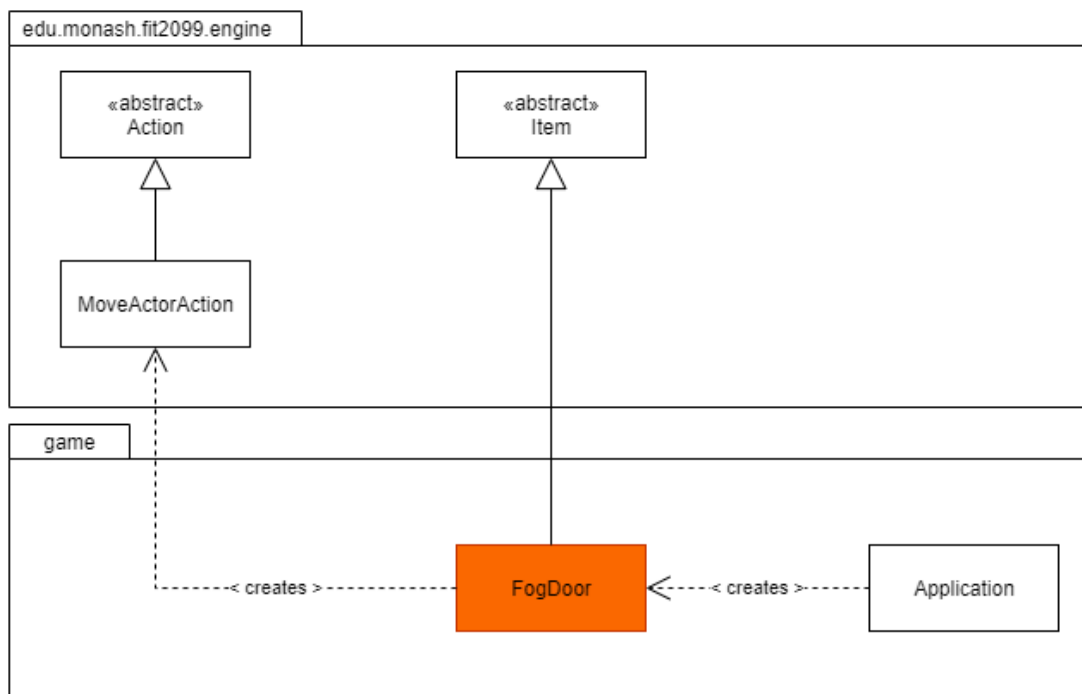 edu.monash.fit2099.engine
«abstract»
Action
«abstract»
Item
MoveActorAction
game
< creates >
FogDoor
< creates >
Application